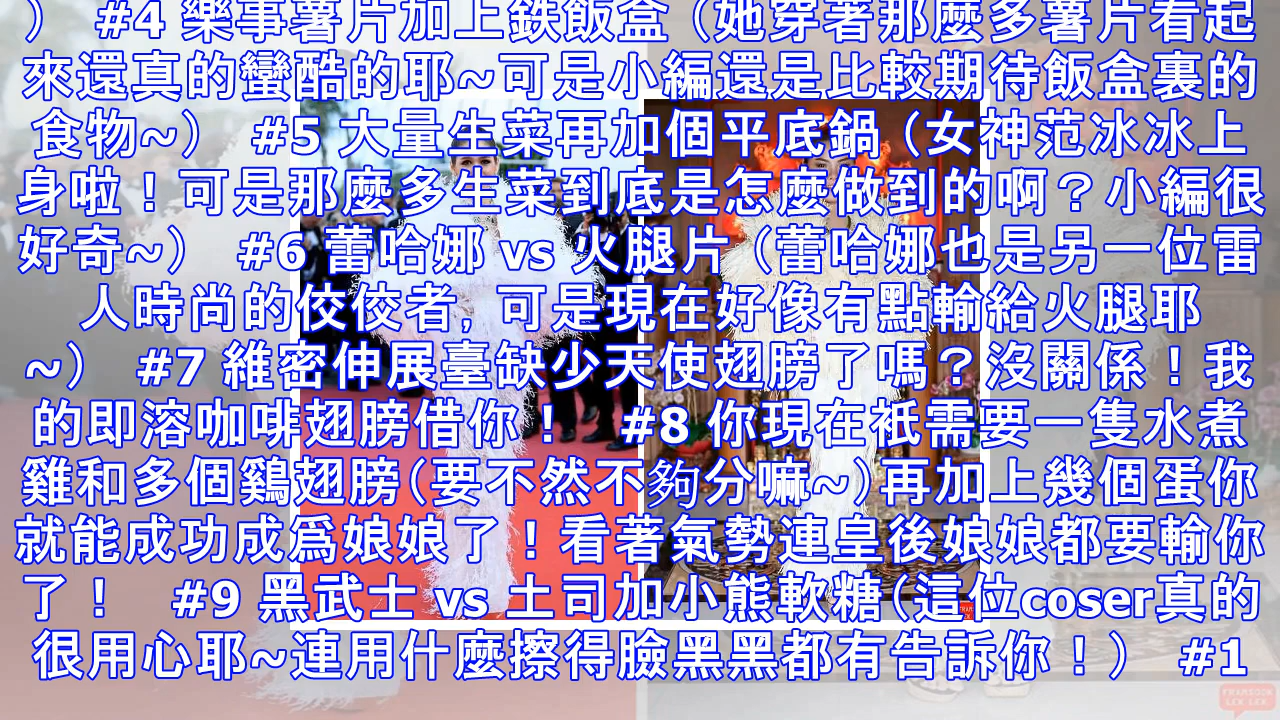 ） #4 樂事薯片加上鉄飯盒（她穿著那麼多薯片看起
來還真的蠻酷的耶~可是小編還是比較期待飯盒裏的
食物~） #5 大量生菜再加個平底鍋（女神范冰冰上
身啦！可是那麼多生菜到底是怎麼做到的啊？小編很
好奇~） #6 蕾哈娜 vs 火腿片（蕾哈娜也是另一位雷
人時尚的佼佼者, 可是現在好像有點輸給火腿耶
~） #7 維密伸展臺缺少天使翅膀了嗎？沒關係！我
的即溶咖啡翅膀借你！ #8 你現在衹需要一隻水煮
雞和多個鷄翅膀(要不然不夠分嘛~)再加上幾個蛋你
就能成功成爲娘娘了！看著氣勢連皇後娘娘都要輸你
了！ #9 黑武士 vs 土司加小熊軟糖(這位coser真的
很用心耶~連用什麼擦得臉黑黑都有告訴你！） #1